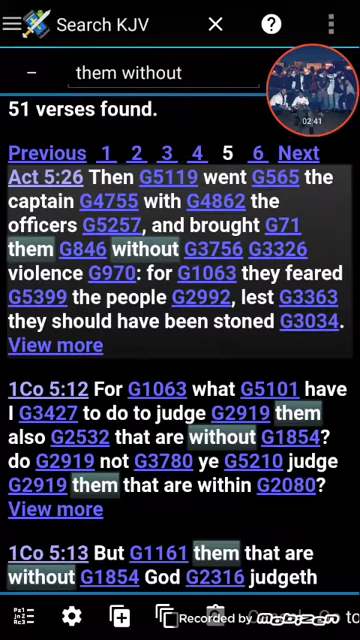 Search KJV
them without
02:41
51 verses found.
Previous 1 2 3 4 5 6 Next
Act 5:26 Then G5119 went G565 the
captain G4755 with G4862 the
officers G5257, and brought G71
them G846 without G3756 G3326
violence G970: for G1063 they feared
G5399 the people G2992, lest G3363
they should have been stoned G3034.
View more
1Co 5:12 For G1063 what G5101 have
I G3427 to do to judge G2919 them
also G2532 that are without G1854?
do G2919 not G3780 ye G5210 judge
G2919 them that are within G2080?
View more
1Co 5:13 But G1161 them that are
without G1854 God G2316 judgeth
Ps1
jn2
Ac3
Recorded by MOBIZEN to